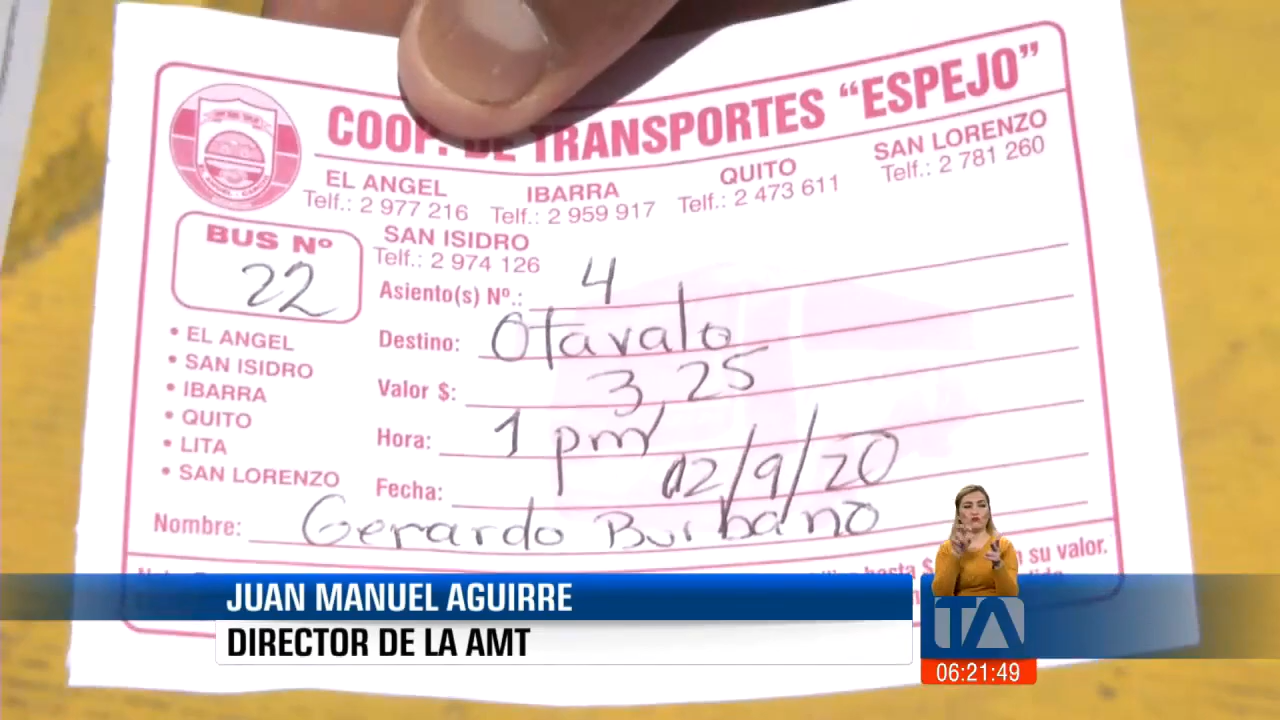 COOP. DE TRANSPORTES “ESPEJO”
EL ANGEL
Telf.: 2 977 216
IBARRA
Telf.: 2 959 917
QUITO
Telf.: 2 473 611
SAN LORENZO
Telf.: 2 781 260
SAN ISIDRO
Telf.: 2 974 126
BUS Nº
22
Asiento(s) Nº.: 4
Destino: Otavalo
Valor $: 3,25
Hora: 1 pm
Fecha: 02/9/20
Nombre: Gerardo Burbano
• EL ANGEL
• SAN ISIDRO
• IBARRA
• QUITO
• LITA
• SAN LORENZO
hasta $
su valor.
JUAN MANUEL AGUIRRE
DIRECTOR DE LA AMT
TA
06:21:49